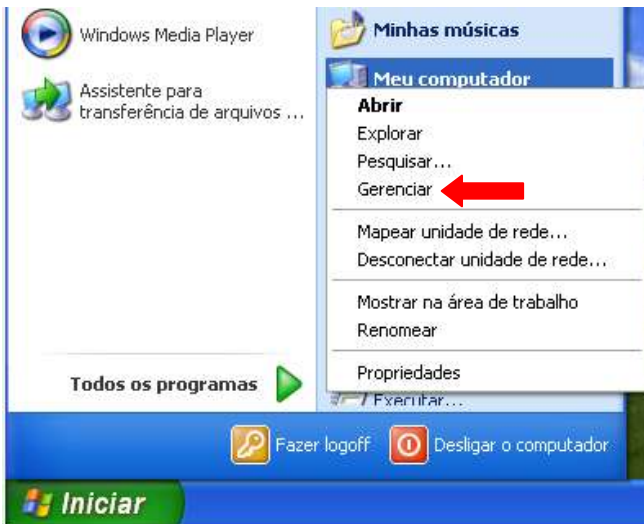 Windows Media Player
Assistente para
transferência de arquivos ...
Todos os programas
Minhas músicas
Meu computador
Abrir
Explorar
Pesquisar...
Gerenciar
Mapear unidade de rede...
Desconectar unidade de rede...
Mostrar na área de trabalho
Renomear
Propriedades
Executar...
Fazer logoff
Desligar o computador
Iniciar